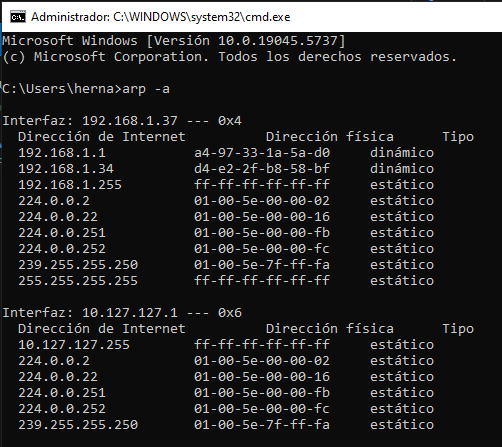 Administrador: C:\WINDOWS\system32\cmd.exe
Microsoft Windows [Versión 10.0.19045.5737]
(c) Microsoft Corporation. Todos los derechos reservados.
C:\Users\herna>arp -a
Interfaz: 192.168.1.37 --- 0x4
Dirección de Internet Dirección física Tipo
192.168.1.1 a4-97-33-1a-5a-d0 dinámico
192.168.1.34 d4-e2-2f-b8-58-bf dinámico
192.168.1.255 ff-ff-ff-ff-ff-ff estático
224.0.0.2 01-00-5e-00-00-02 estático
224.0.0.22 01-00-5e-00-00-16 estático
224.0.0.251 01-00-5e-00-00-fb estático
224.0.0.252 01-00-5e-00-00-fc estático
239.255.255.250 01-00-5e-7f-ff-fa estático
255.255.255.255 ff-ff-ff-ff-ff-ff estático
Interfaz: 10.127.127.1 --- 0x6
Dirección de Internet Dirección física Tipo
10.127.127.255 ff-ff-ff-ff-ff-ff estático
224.0.0.2 01-00-5e-00-00-02 estático
224.0.0.22 01-00-5e-00-00-16 estático
224.0.0.251 01-00-5e-00-00-fb estático
224.0.0.252 01-00-5e-00-00-fc estático
239.255.255.250 01-00-5e-7f-ff-fa estático